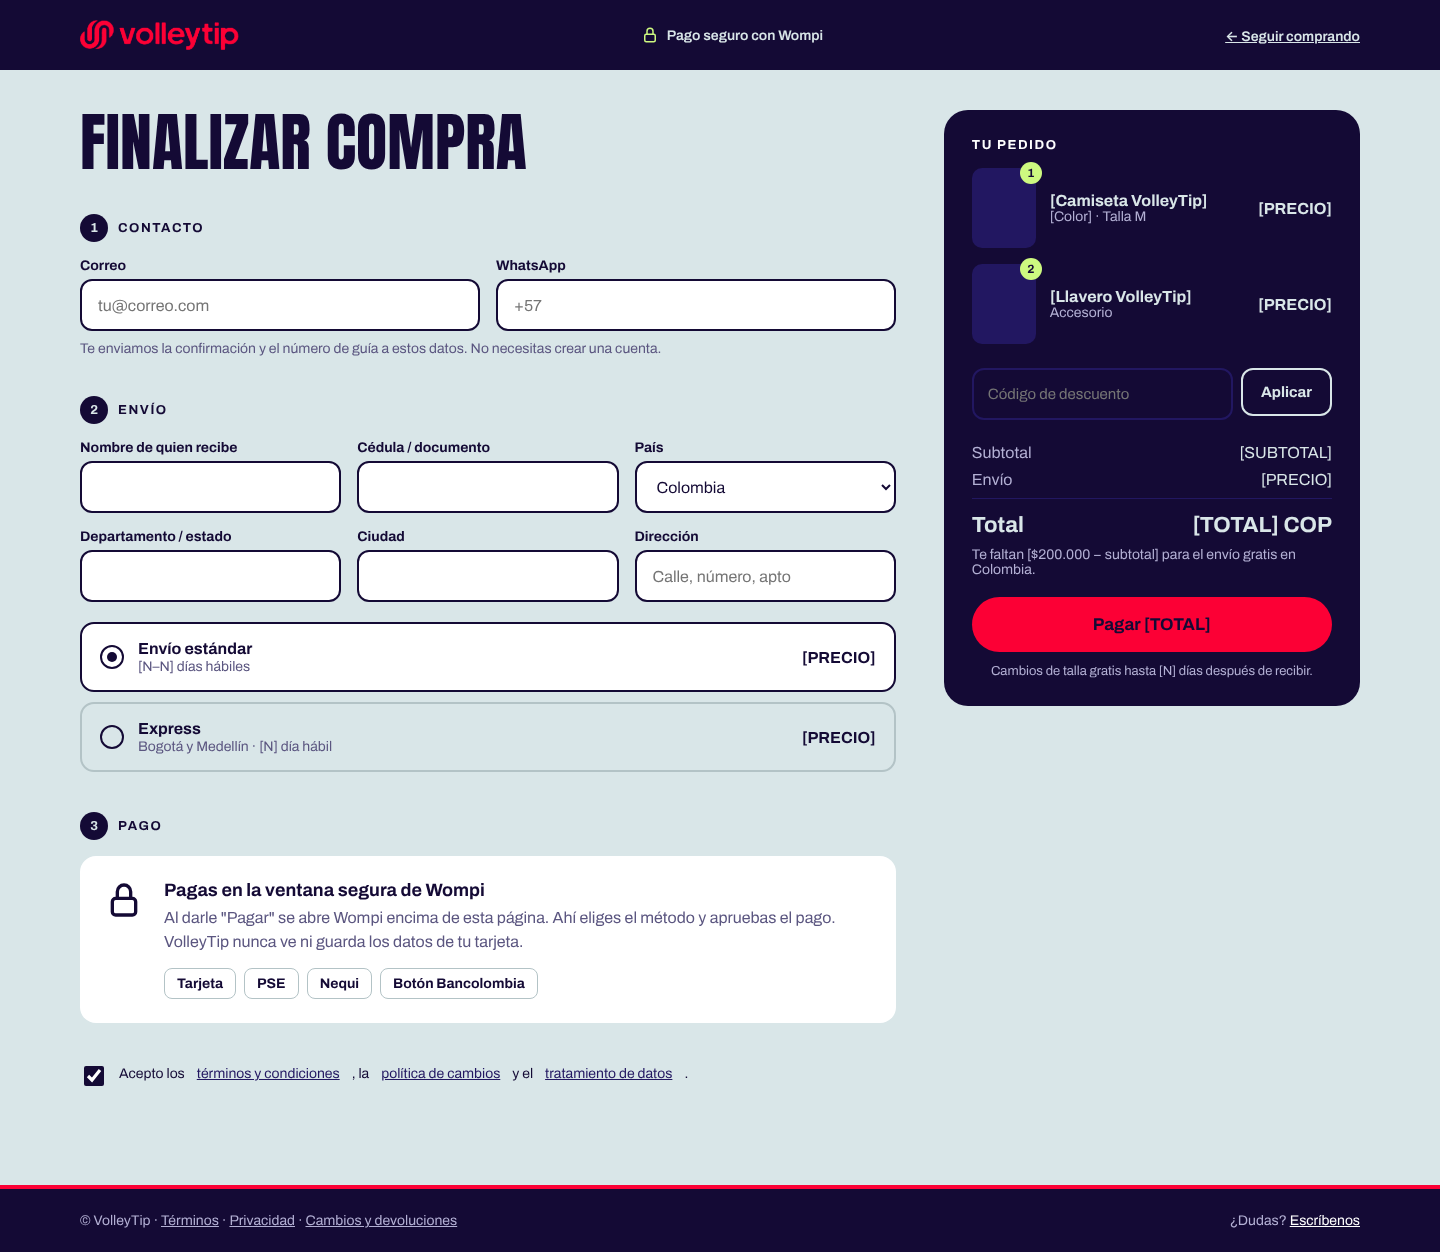 volleytip
Pago seguro con Wompi
← Seguir comprando
FINALIZAR COMPRA
1 CONTACTO
Correo
WhatsApp
tu@correo.com
+57
Te enviamos la confirmación y el número de guía a estos datos. No necesitas crear una cuenta.
2 ENVÍO
Nombre de quien recibe
Cédula / documento
País
Colombia
Departamento / estado
Ciudad
Dirección
Calle, número, apto
Envío estándar
[N–N] días hábiles
[PRECIO]
Express
Bogotá y Medellín · [N] día hábil
[PRECIO]
3 PAGO
Pagas en la ventana segura de Wompi
Al darle "Pagar" se abre Wompi encima de esta página. Ahí eliges el método y apruebas el pago.
VolleyTip nunca ve ni guarda los datos de tu tarjeta.
Tarjeta
PSE
Nequi
Botón Bancolombia
Acepto los términos y condiciones , la política de cambios y el tratamiento de datos .
TU PEDIDO
1
[Camiseta VolleyTip]
[Color] · Talla M
[PRECIO]
2
[Llavero VolleyTip]
Accesorio
[PRECIO]
Código de descuento
Aplicar
Subtotal [SUBTOTAL]
Envío [PRECIO]
Total [TOTAL] COP
Te faltan [$200.000 – subtotal] para el envío gratis en
Colombia.
Pagar [TOTAL]
Cambios de talla gratis hasta [N] días después de recibir.
© VolleyTip · Términos · Privacidad · Cambios y devoluciones
¿Dudas? Escríbenos